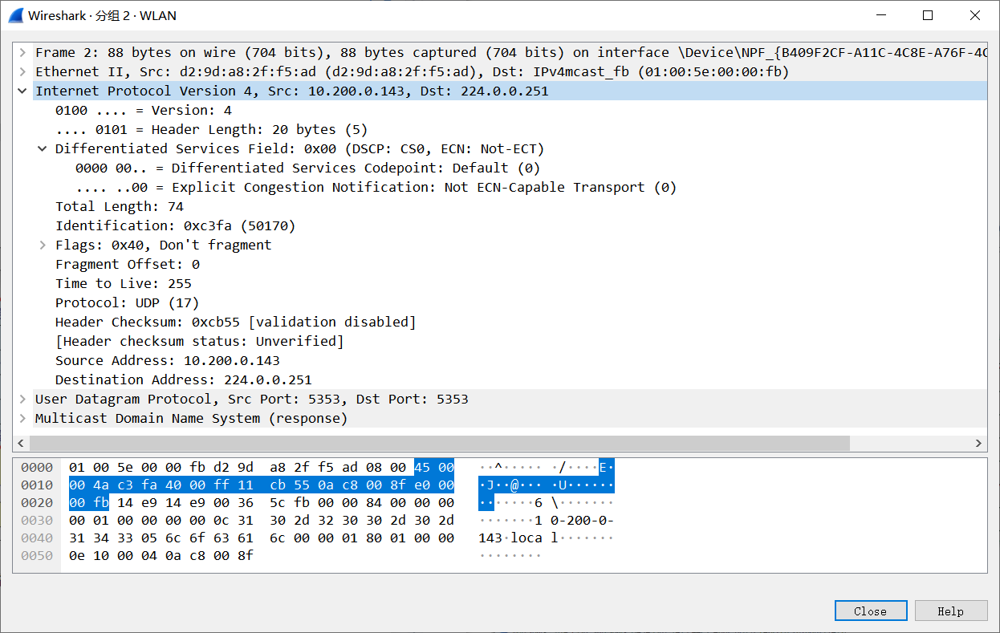 Wireshark · 分组 2 · WLAN
Frame 2: 88 bytes on wire (704 bits), 88 bytes captured (704 bits) on interface \Device\NPF_{B409F2CF-A11C-4C8E-A76F-4C
Ethernet II, Src: d2:9d:a8:2f:f5:ad (d2:9d:a8:2f:f5:ad), Dst: IPv4mcast_fb (01:00:5e:00:00:fb)
Internet Protocol Version 4, Src: 10.200.0.143, Dst: 224.0.0.251
0100 .... = Version: 4
.... 0101 = Header Length: 20 bytes (5)
Differentiated Services Field: 0x00 (DSCP: CS0, ECN: Not-ECT)
0000 00.. = Differentiated Services Codepoint: Default (0)
.... ..00 = Explicit Congestion Notification: Not ECN-Capable Transport (0)
Total Length: 74
Identification: 0xc3fa (50170)
Flags: 0x40, Don't fragment
Fragment Offset: 0
Time to Live: 255
Protocol: UDP (17)
Header Checksum: 0xcb55 [validation disabled]
[Header checksum status: Unverified]
Source Address: 10.200.0.143
Destination Address: 224.0.0.251
User Datagram Protocol, Src Port: 5353, Dst Port: 5353
Multicast Domain Name System (response)
0000 01 00 5e 00 00 fb d2 9d a8 2f f5 ad 08 00 45 00 ··^····· ·/····E·
0010 00 4a c3 fa 40 00 ff 11 cb 55 0a c8 00 8f e0 00 ·J··@··· ·U······
0020 00 fb 14 e9 14 e9 00 36 5c fb 00 00 84 00 00 00 ·······6 \·······
0030 00 01 00 00 00 00 0c 31 30 2d 32 30 30 2d 30 2d ·······1 0-200-0-
0040 31 34 33 05 6c 6f 63 61 6c 00 00 01 80 01 00 00 143·loca l·······
0050 0e 10 00 04 0a c8 00 8f ········
Close Help